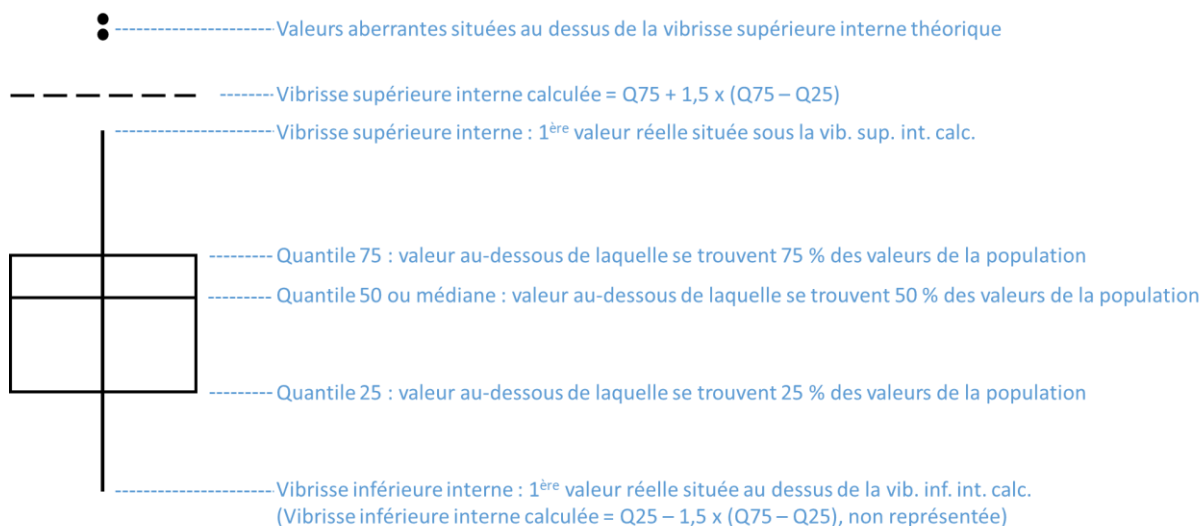 Valeurs aberrantes situées au dessus de la vibrisse supérieure interne théorique
Vibrisse supérieure interne calculée = Q75 + 1,5 x (Q75 – Q25)
Vibrisse supérieure interne : 1ère valeur réelle située sous la vib. sup. int. calc.
Quantile 75 : valeur au-dessous de laquelle se trouvent 75 % des valeurs de la population
Quantile 50 ou médiane : valeur au-dessous de laquelle se trouvent 50 % des valeurs de la population
Quantile 25 : valeur au-dessous de laquelle se trouvent 25 % des valeurs de la population
Vibrisse inférieure interne : 1ère valeur réelle située au dessus de la vib. inf. int. calc.
(Vibrisse inférieure interne calculée = Q25 – 1,5 x (Q75 – Q25), non représentée)